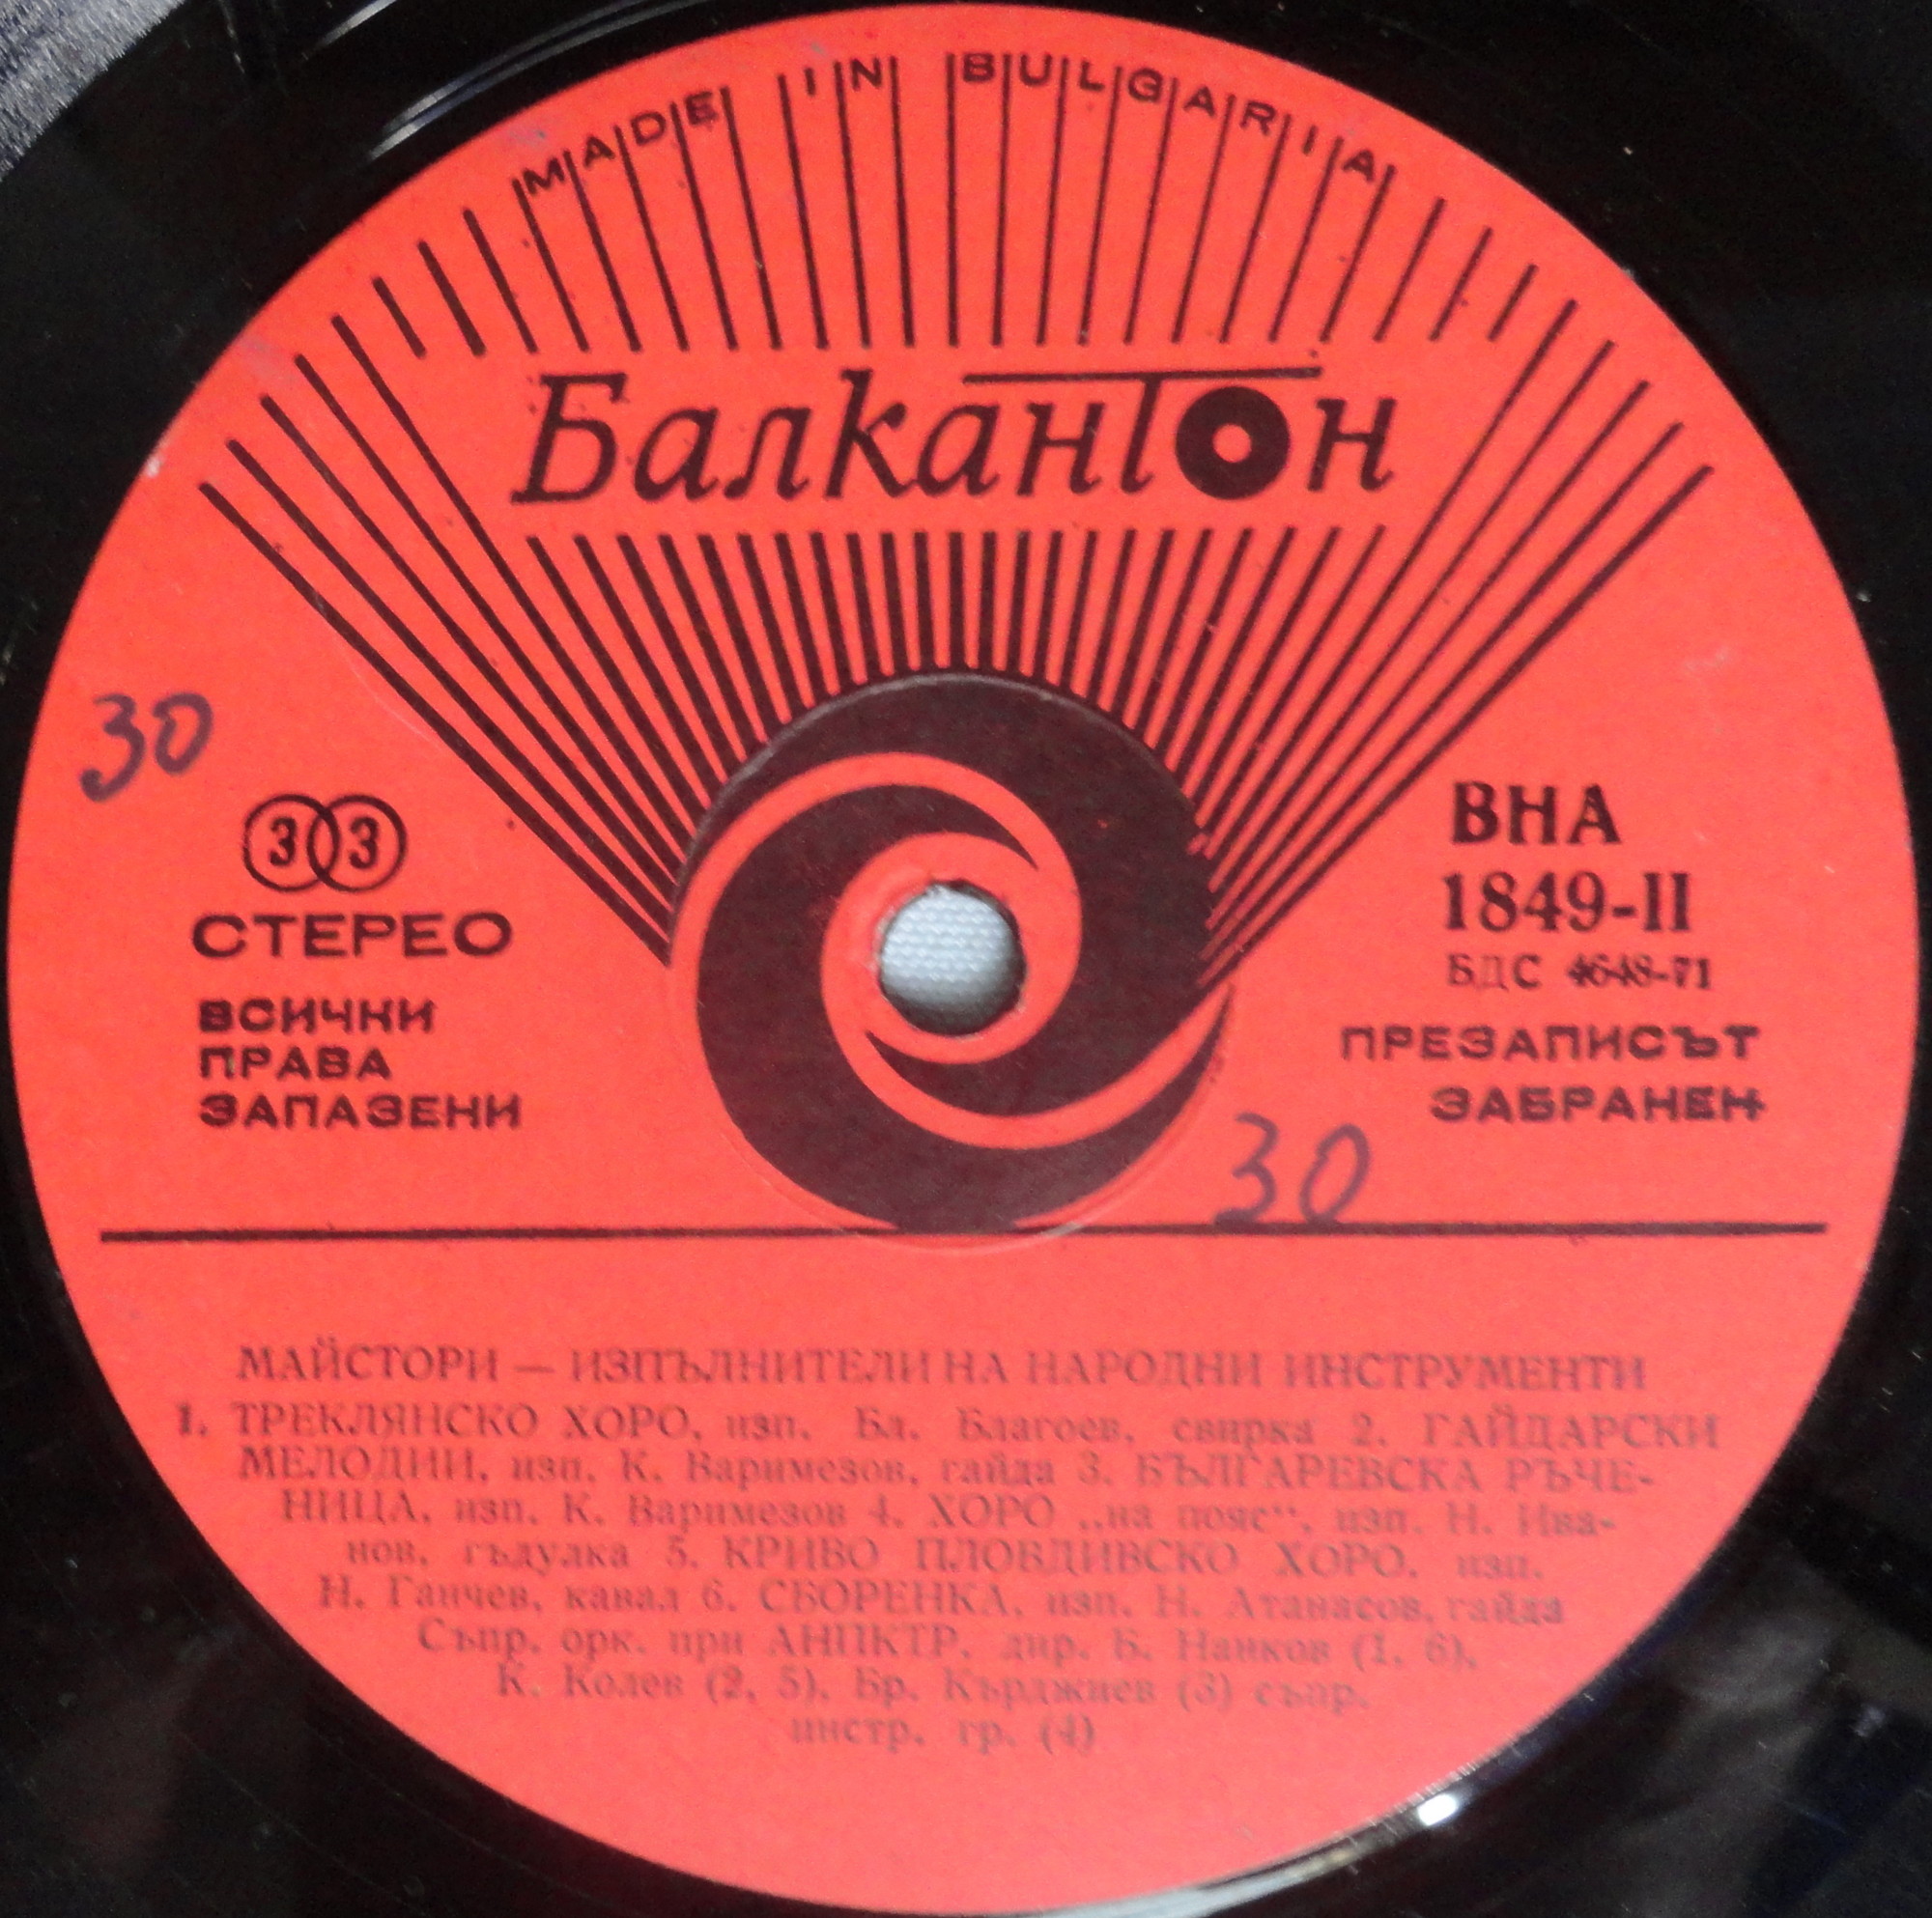 MADE IN BULGARIA
Балкантон
30
33
СТЕРЕО
ВСИЧКИ
ПРАВА
ЗАПАЗЕНИ
ВНА
1849-II
БДС 4648-71
ПРЕЗАПИСЪТ
ЗАБРАНЕН
30
МАЙСТОРИ — ИЗПЪЛНИТЕЛИ НА НАРОДНИ ИНСТРУМЕНТИ
1. ТРЕКЛЯНСКО ХОРО, изп. Бл. Благоев, свирка 2. ГАЙДАРСКИ
МЕЛОДИИ, изп. К. Варимезов, гайда 3. БЪЛГАРЕВСКА РЪЧЕ-
НИЦА, изп. К. Варимезов 4. ХОРО „на пояс“, изп. Н. Ива-
нов, гъдулка 5. КРИВО ПЛОВДИВСКО ХОРО, изп.
Н. Ганчев, кавал 6. СБОРЕНКА, изп. Н. Атанасов, гайда
Съпр. орк. при АНПКТР, дир. Б. Нанков (1, 6),
К. Колев (2, 5), Бр. Кърджиев (3) съпр.
инстр. гр. (4)